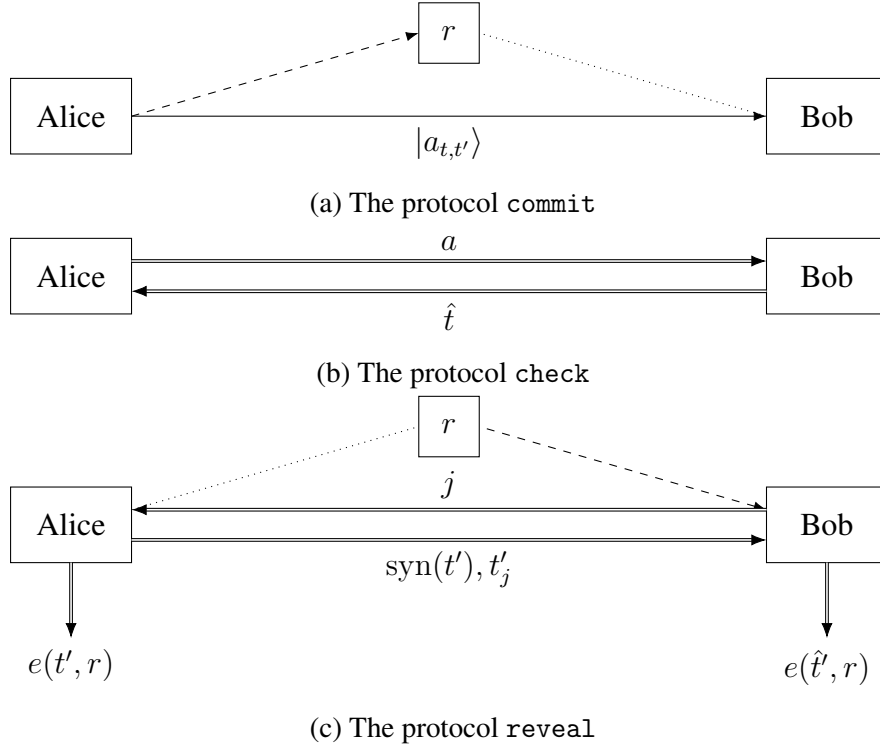 r
Alice Bob
|a_{t,t′}⟩
(a) The protocol commit
a
Alice Bob
t̂
(b) The protocol check
r
j
Alice Bob
syn(t′), t′_j
e(t′, r) e(t̂′, r)
(c) The protocol reveal